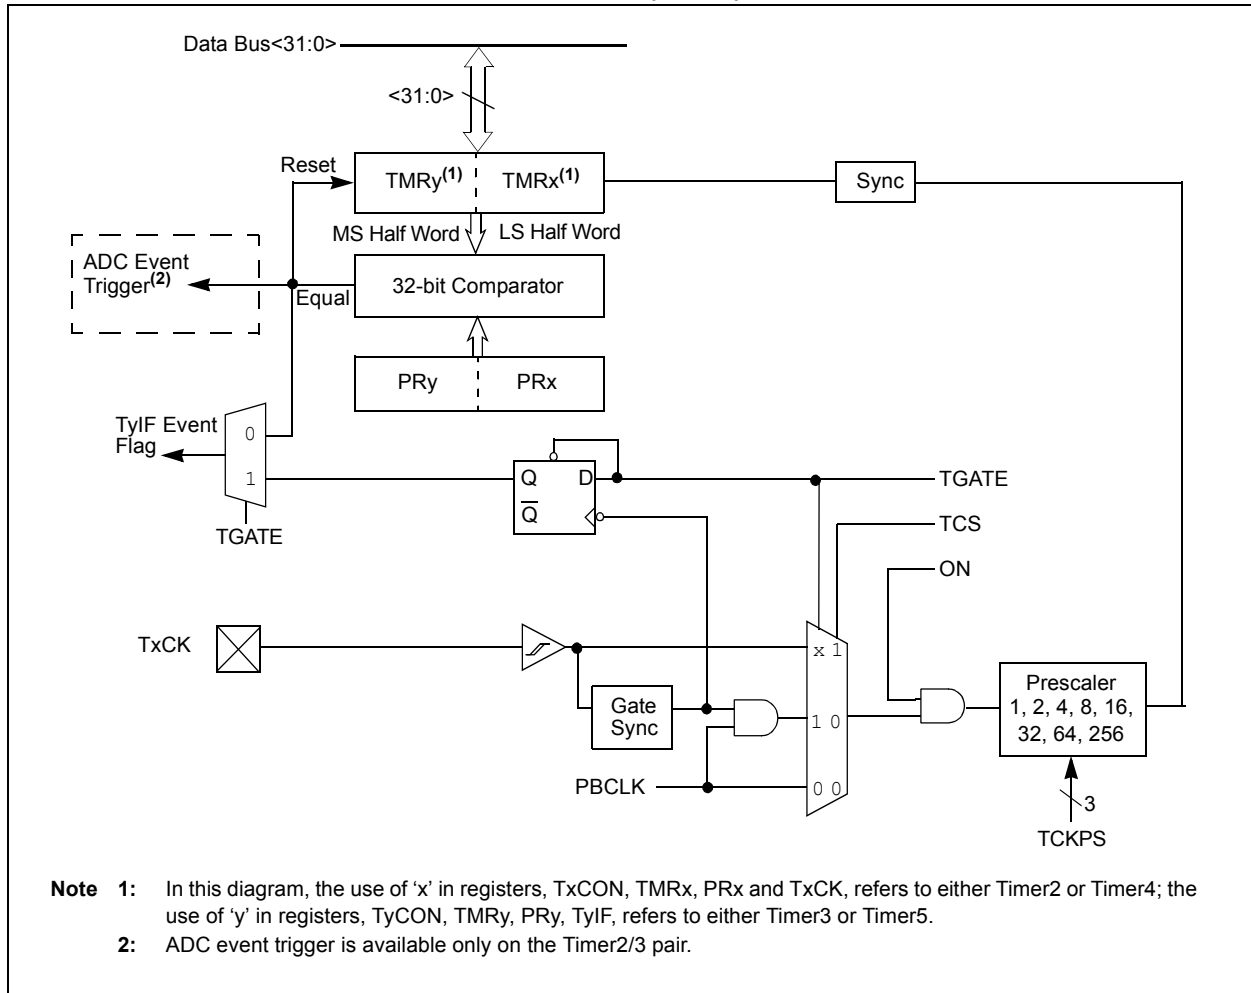 Data Bus<31:0>
<31:0>
Reset
TMRy(1) TMRx(1)
Sync
MS Half Word LS Half Word
ADC Event
Trigger(2)
Equal
32-bit Comparator
PRy PRx
TyIF Event
Flag
0
1
TGATE
Q D
Q
TGATE
TCS
ON
TxCK
x 1
Gate
Sync
1 0
Prescaler
1, 2, 4, 8, 16,
32, 64, 256
PBCLK
0 0
3
TCKPS
Note 1: In this diagram, the use of ‘x’ in registers, TxCON, TMRx, PRx and TxCK, refers to either Timer2 or Timer4; the
use of ‘y’ in registers, TyCON, TMRy, PRy, TyIF, refers to either Timer3 or Timer5.
2: ADC event trigger is available only on the Timer2/3 pair.